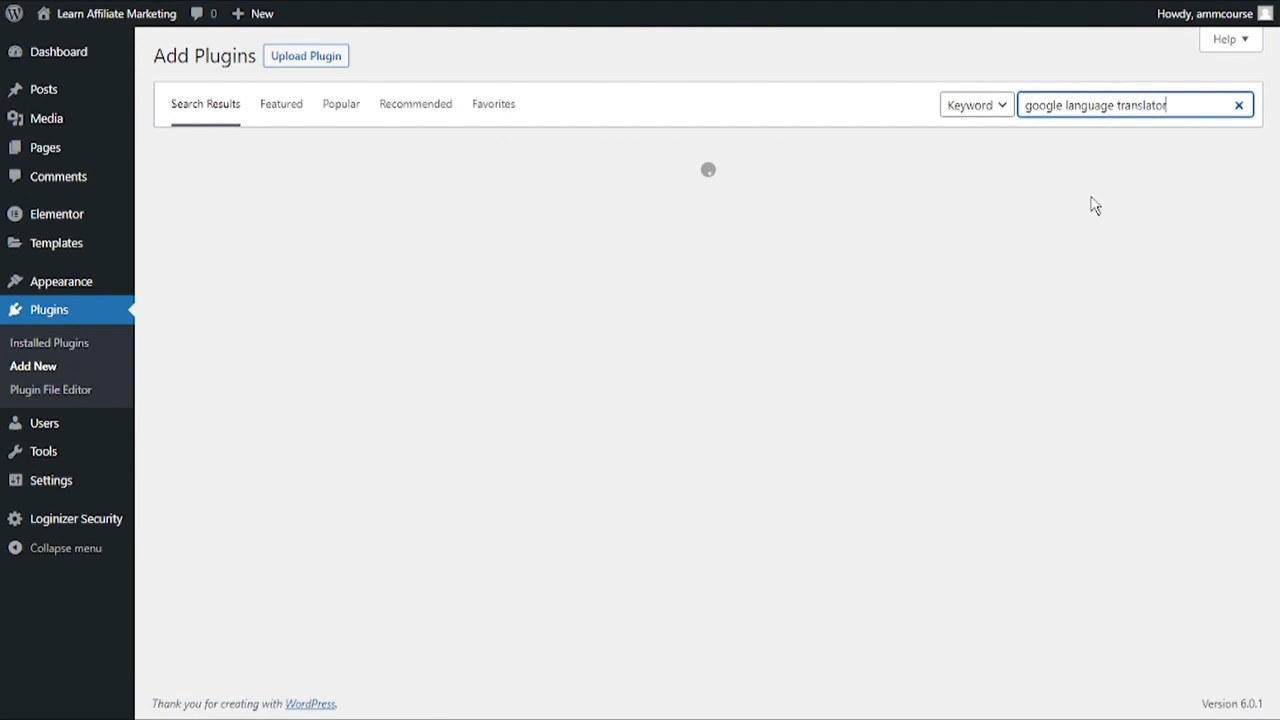 Learn Affiliate Marketing 0 New Howdy, ammcourse
Help
Dashboard
Posts
Media
Pages
Comments
Elementor
Templates
Appearance
Plugins
Installed Plugins
Add New
Plugin File Editor
Users
Tools
Settings
Loginizer Security
Collapse menu
Add Plugins Upload Plugin
Search Results Featured Popular Recommended Favorites Keyword google language translator
Thank you for creating with WordPress. Version 6.0.1